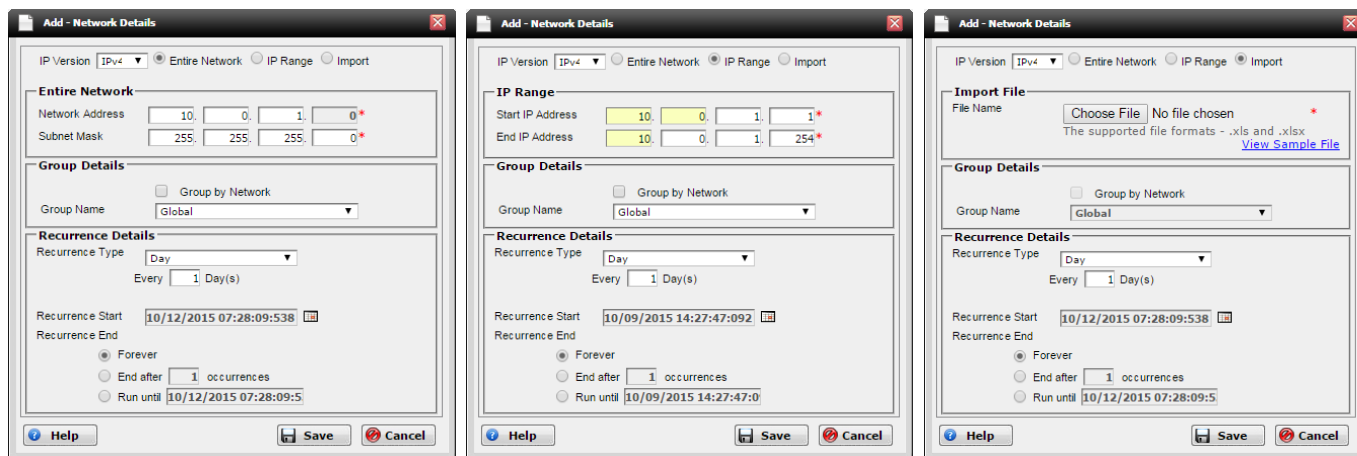 Add - Network Details
IP Version IPv4 Entire Network IP Range Import
Entire Network
Network Address 10. 0. 1. 0*
Subnet Mask 255. 255. 255. 0*
Group Details
Group by Network
Group Name Global
Recurrence Details
Recurrence Type Day
Every 1 Day(s)
Recurrence Start 10/12/2015 07:28:09:538
Recurrence End
Forever
End after 1 occurrences
Run until 10/12/2015 07:28:09:5
Help Save Cancel
Add - Network Details
IP Version IPv4 Entire Network IP Range Import
IP Range
Start IP Address 10. 0. 1. 1*
End IP Address 10. 0. 1. 254*
Group Details
Group by Network
Group Name Global
Recurrence Details
Recurrence Type Day
Every 1 Day(s)
Recurrence Start 10/09/2015 14:27:47:092
Recurrence End
Forever
End after 1 occurrences
Run until 10/09/2015 14:27:47:0
Help Save Cancel
Add - Network Details
IP Version IPv4 Entire Network IP Range Import
Import File
File Name Choose File No file chosen *
The supported file formats - .xls and .xlsx
View Sample File
Group Details
Group by Network
Group Name Global
Recurrence Details
Recurrence Type Day
Every 1 Day(s)
Recurrence Start 10/12/2015 07:28:09:538
Recurrence End
Forever
End after 1 occurrences
Run until 10/12/2015 07:28:09:5
Help Save Cancel